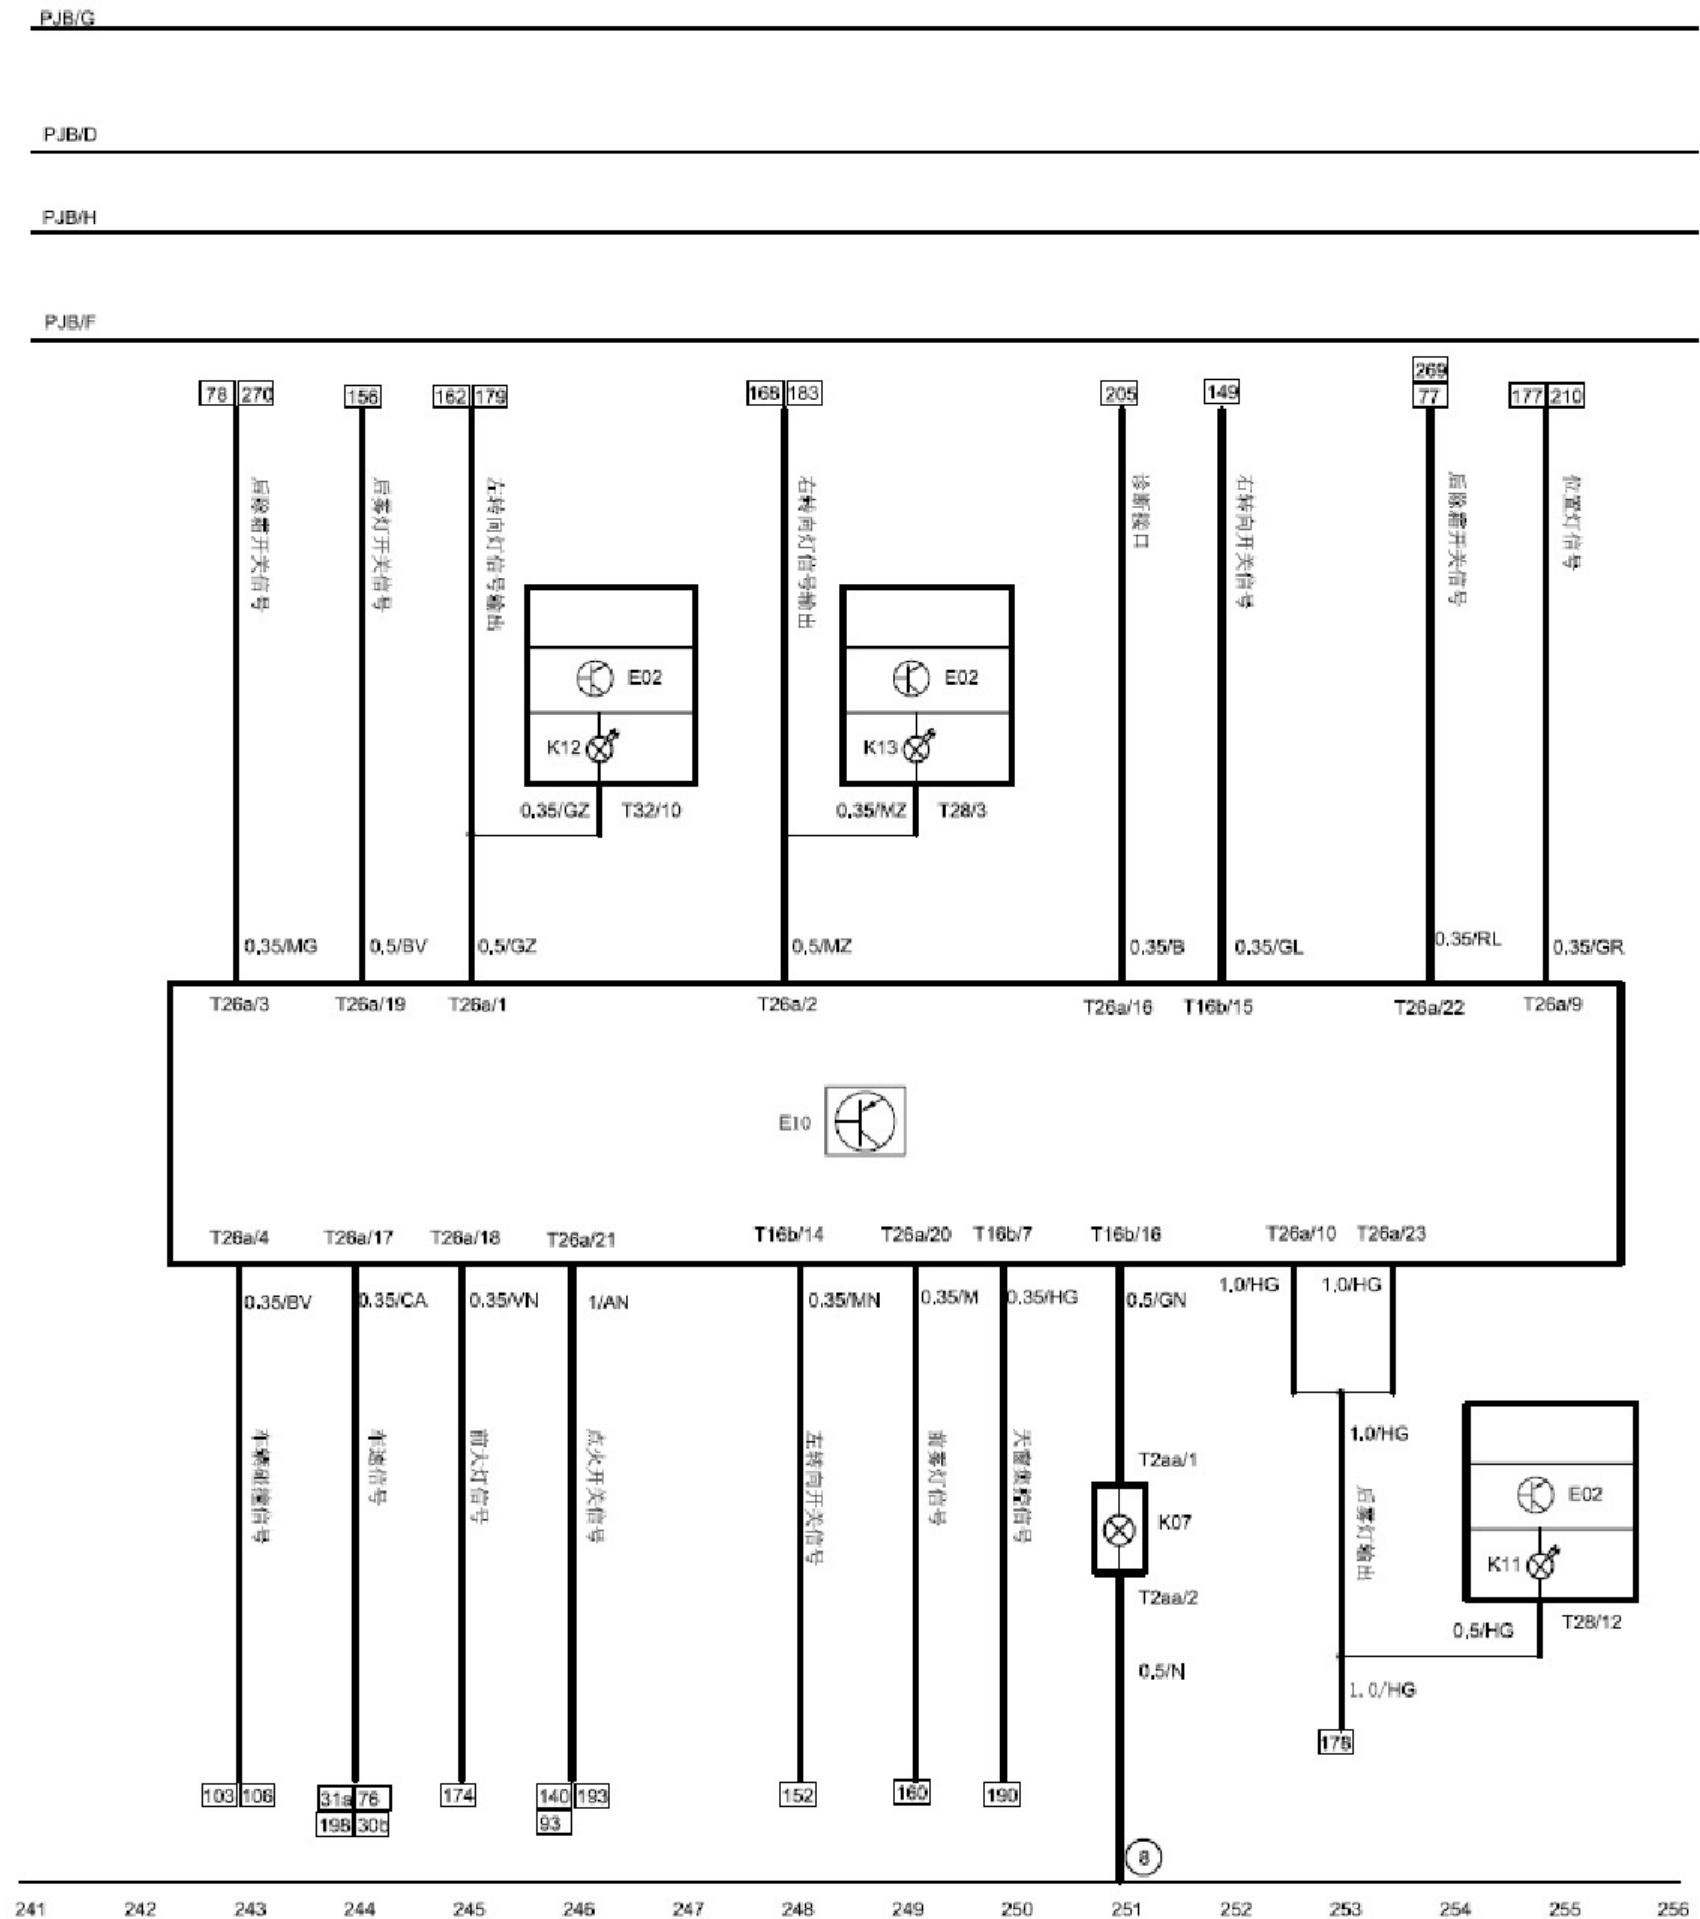 PJB/G
PJB/D
PJB/H
PJB/F
78 270
156
162 179
168 183
205
149
269
77
177 210
后除霜开关信号
后雾灯开关信号
左转向灯信号输出
右转向灯信号输出
诊断接口
右转向开关信号
后除霜开关信号
位置灯信号
E02
K12
0.35/GZ
T32/10
E02
K13
0.35/MZ
T28/3
0.35/MG
0.5/BV
0.5/GZ
0.5/MZ
0.35/B
0.35/GL
0.35/RL
0.35/GR
T26a/3
T26a/19
T26a/1
T26a/2
T26a/16
T16b/15
T26a/22
T26a/9
E10
T26a/4
T26a/17
T26a/18
T26a/21
T16b/14
T26a/20
T16b/7
T16b/16
T26a/10
T26a/23
0.35/BV
0.35/CA
0.35/VN
1/AN
0.35/MN
0.35/M
0.35/HG
0.5/GN
1.0/HG
1.0/HG
车辆碰撞信号
车速信号
前大灯信号
点火开关信号
左转向开关信号
前雾灯信号
信号
T2aa/1
K07
T2aa/2
0.5/N
1.0/HG
后雾灯输出
E02
K11
0.5/HG
T28/12
1.0/HG
178
103 106
31a 76
198 30b
174
140 193
93
152
160
190
8
241 242 243 244 245 246 247 248 249 250 251 252 253 254 255 256